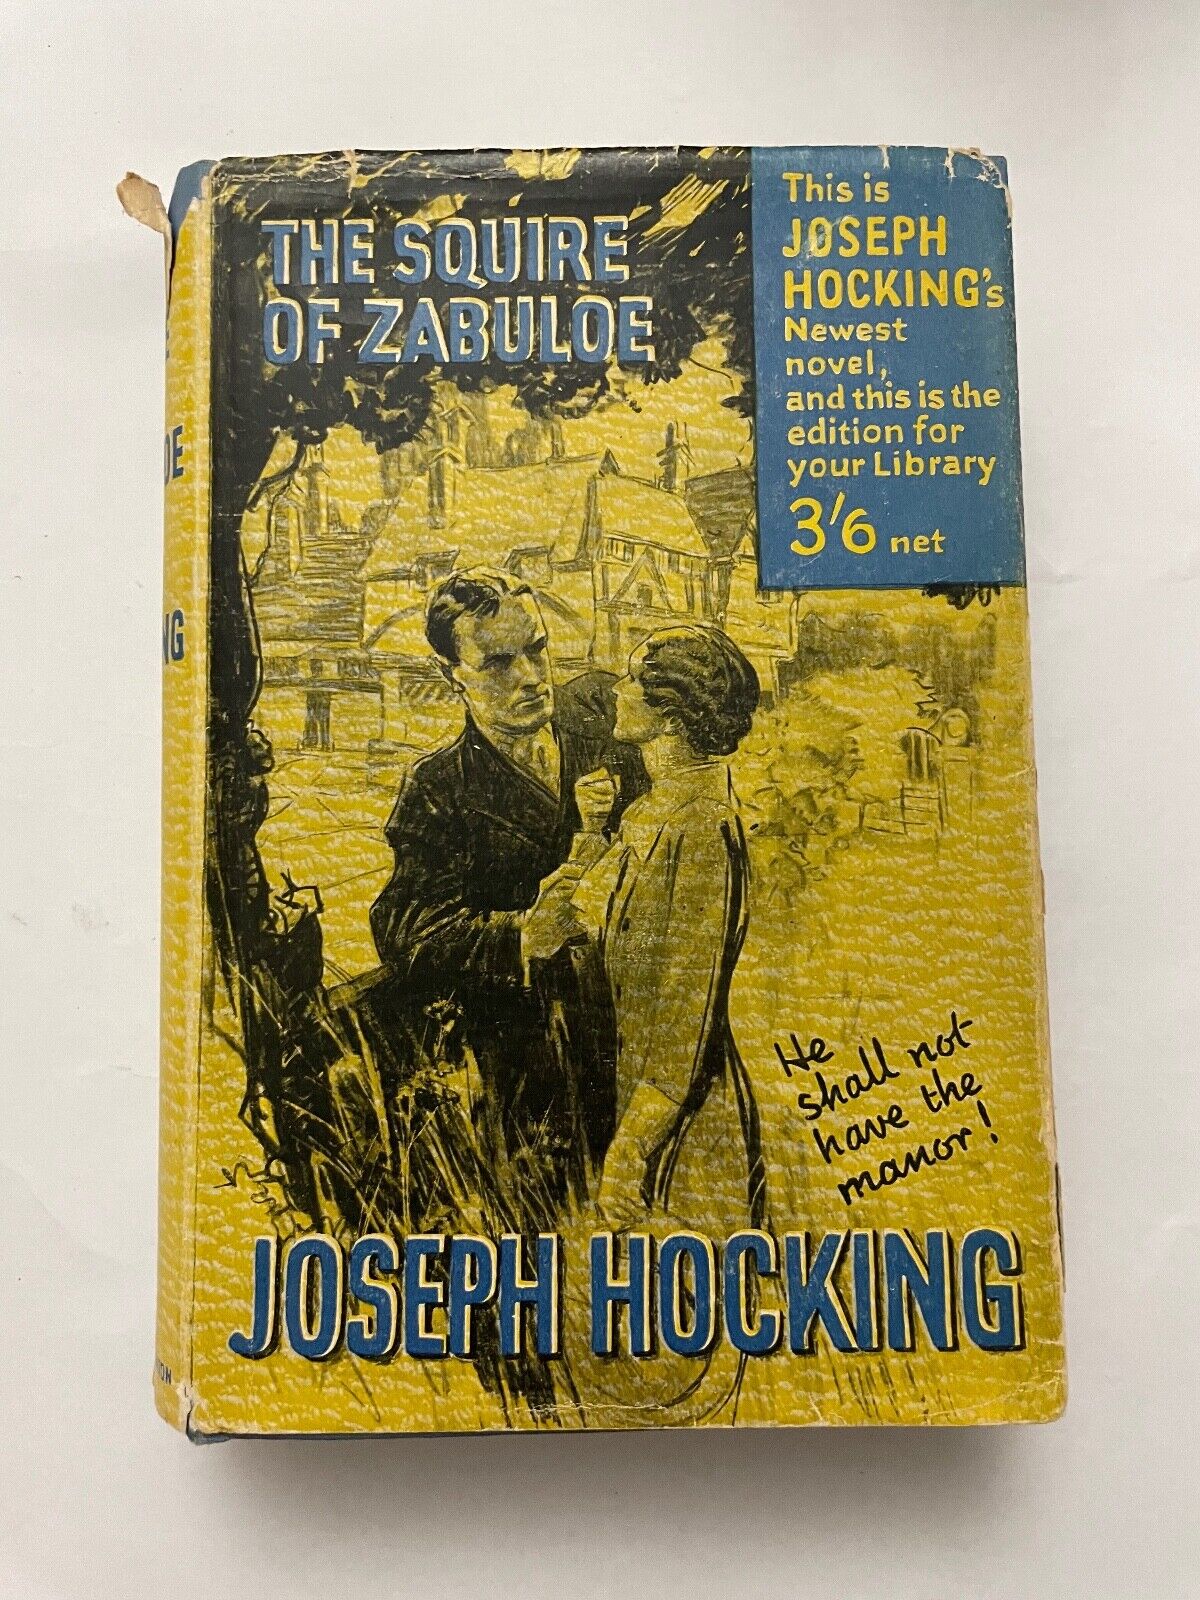 THE SQUIRE
OF ZABULOE
This is
JOSEPH
HOCKING's
Newest
novel,
and this is the
edition for
your Library
3/6 net
He
shall not
have the
manor!
JOSEPH HOCKING